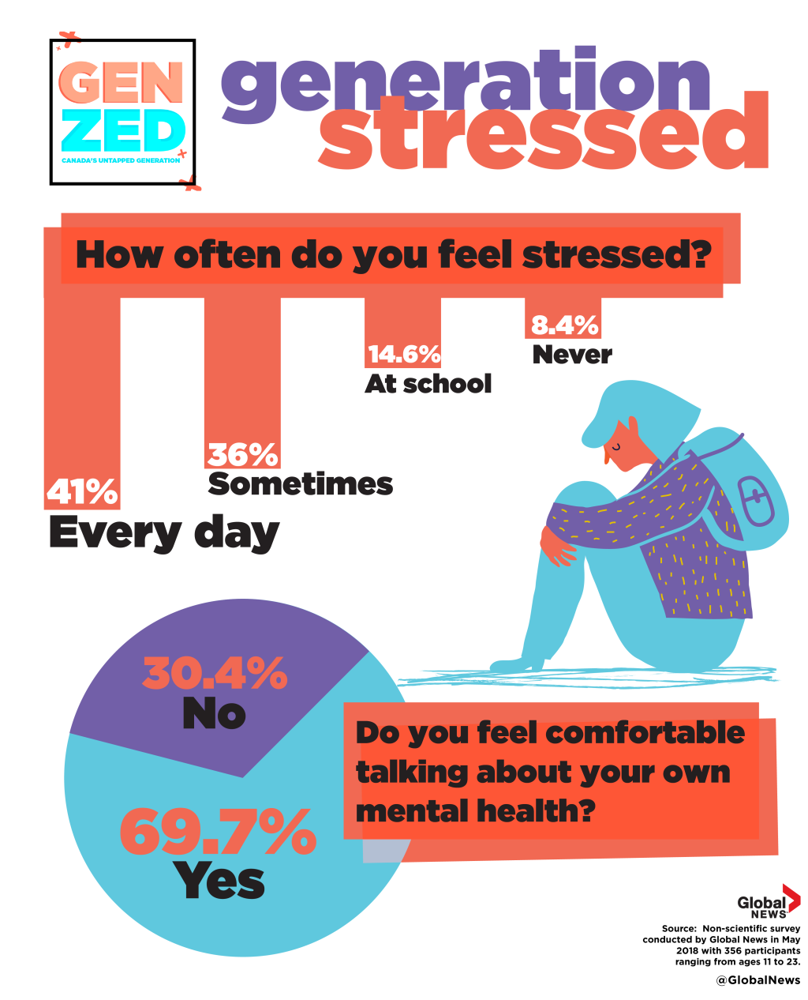 GEN
ZED
CANADA'S UNTAPPED GENERATION
generation
stressed
How often do you feel stressed?
41%
Every day
36%
Sometimes
14.6%
At school
8.4%
Never
30.4%
No
69.7%
Yes
Do you feel comfortable
talking about your own
mental health?
Global
NEWS
Source: Non-scientific survey
conducted by Global News in May
2018 with 356 participants
ranging from ages 11 to 23.
@GlobalNews